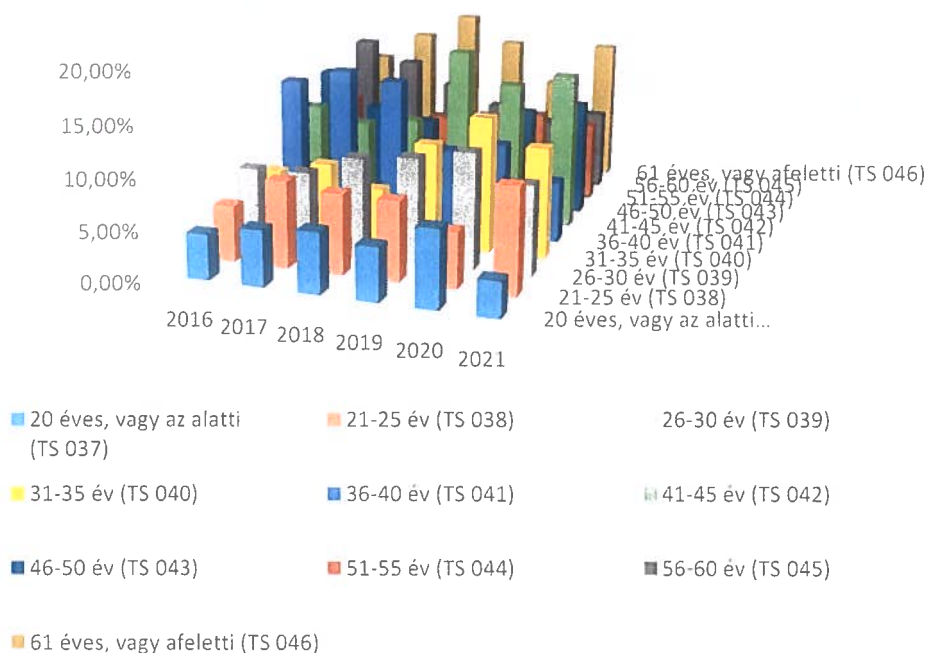 20,00%
15,00%
10,00%
5,00%
0,00%
2016
2017
2018
2019
2020
2021
61 éves, vagy afeletti (TS 046)
56-60 év (TS 045)
51-55 év (TS 044)
46-50 év (TS 043)
41-45 év (TS 042)
36-40 év (TS 041)
31-35 év (TS 040)
26-30 év (TS 039)
21-25 év (TS 038)
20 éves, vagy az alatti...
20 éves, vagy az alatti
(TS 037)
21-25 év (TS 038)
26-30 év (TS 039)
31-35 év (TS 040)
36-40 év (TS 041)
41-45 év (TS 042)
46-50 év (TS 043)
51-55 év (TS 044)
56-60 év (TS 045)
61 éves, vagy afeletti (TS 046)